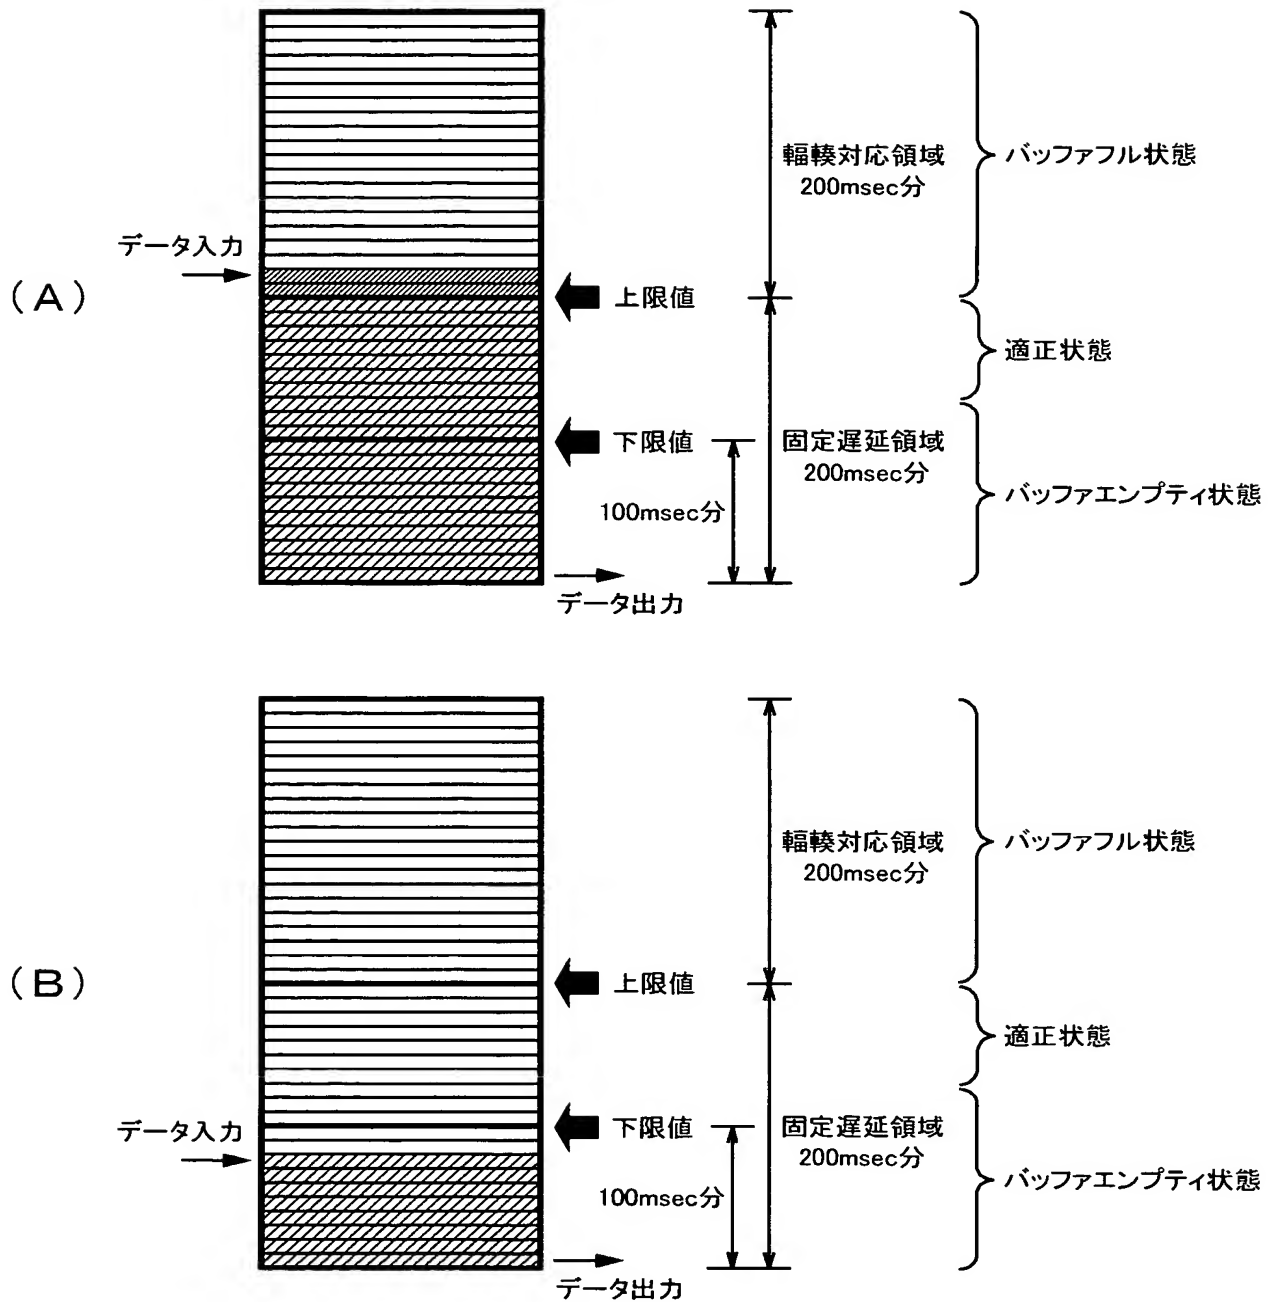 (A)
データ入力
上限値
下限値
100msec分
データ出力
輻輳対応領域
200msec分
固定遅延領域
200msec分
バッファフル状態
適正状態
バッファエンプティ状態
(B)
データ入力
上限値
下限値
100msec分
データ出力
輻輳対応領域
200msec分
固定遅延領域
200msec分
バッファフル状態
適正状態
バッファエンプティ状態